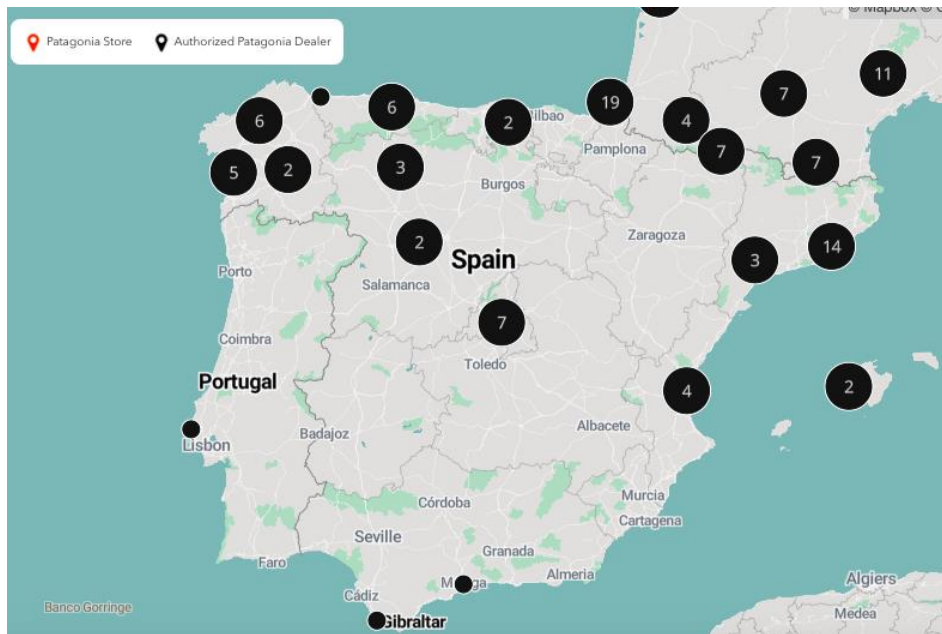 © Mapbox ©
Patagonia Store
Authorized Patagonia Dealer
11
7
6
19
6
2
Bilbao
4
Pamplona
7
7
5
2
3
Burgos
Zaragoza
14
2
Spain
3
Porto
Salamanca
7
Coimbra
Toledo
Portugal
4
2
Albacete
Badajoz
Lisbon
Murcia
Córdoba
Cartagena
Seville
Granada
Faro
Almeria
Algiers
Cádiz
Banco Gorringe
Medea
Gibraltar